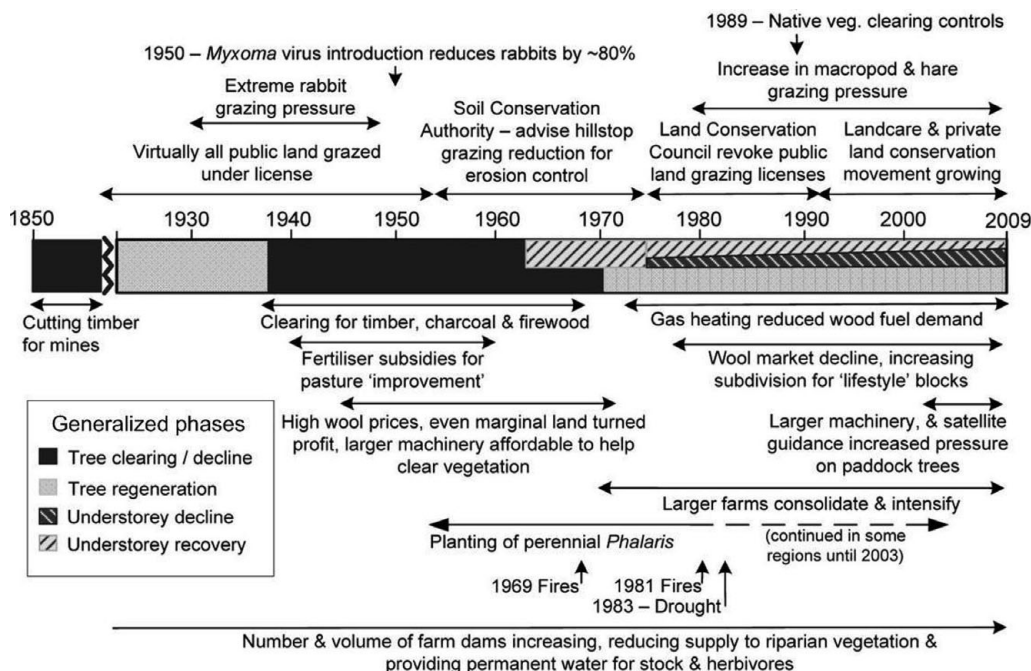 1989 – Native veg. clearing controls
1950 – Myxoma virus introduction reduces rabbits by ~80%
Increase in macropod & hare
grazing pressure
Extreme rabbit
grazing pressure
Soil Conservation
Authority – advise hillstop
grazing reduction for
erosion control
Land Conservation
Council revoke public
land grazing licenses
Landcare & private
land conservation
movement growing
Virtually all public land grazed
under license
1850 1930 1940 1950 1960 1970 1980 1990 2000 2009
Cutting timber
for mines
Clearing for timber, charcoal & firewood
Gas heating reduced wood fuel demand
Fertiliser subsidies for
pasture ‘improvement’
Wool market decline, increasing
subdivision for ‘lifestyle’ blocks
High wool prices, even marginal land turned
profit, larger machinery affordable to help
clear vegetation
Larger machinery, & satellite
guidance increased pressure
on paddock trees
Generalized phases
Tree clearing / decline
Tree regeneration
Understorey decline
Understorey recovery
Larger farms consolidate & intensify
Planting of perennial Phalaris
(continued in some
regions until 2003)
1969 Fires
1981 Fires
1983 – Drought
Number & volume of farm dams increasing, reducing supply to riparian vegetation &
providing permanent water for stock & herbivores